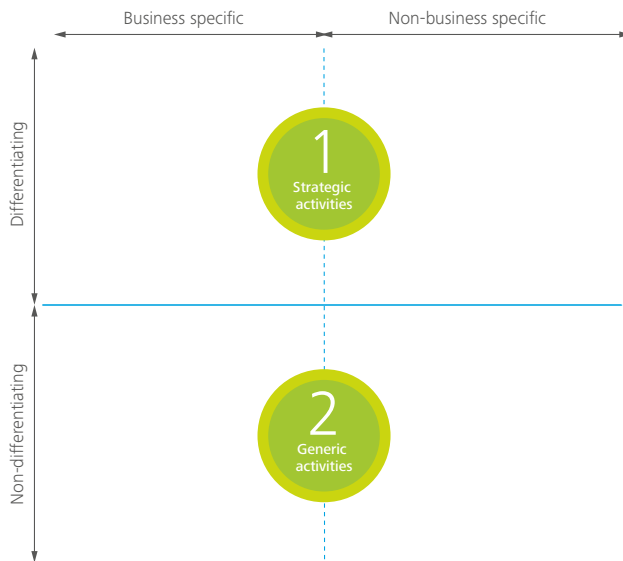 Business specific
Non-business specific
Differentiating
1
Strategic
activities
Non-differentiating
2
Generic
activities